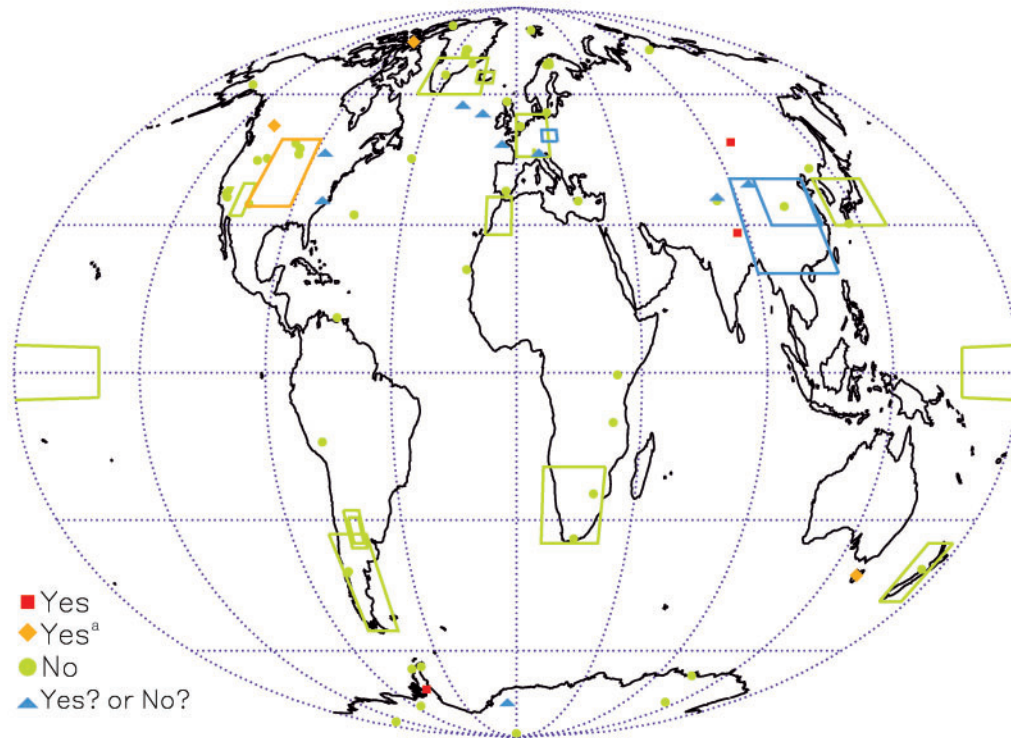 Yes
Yesª
No
Yes? or No?